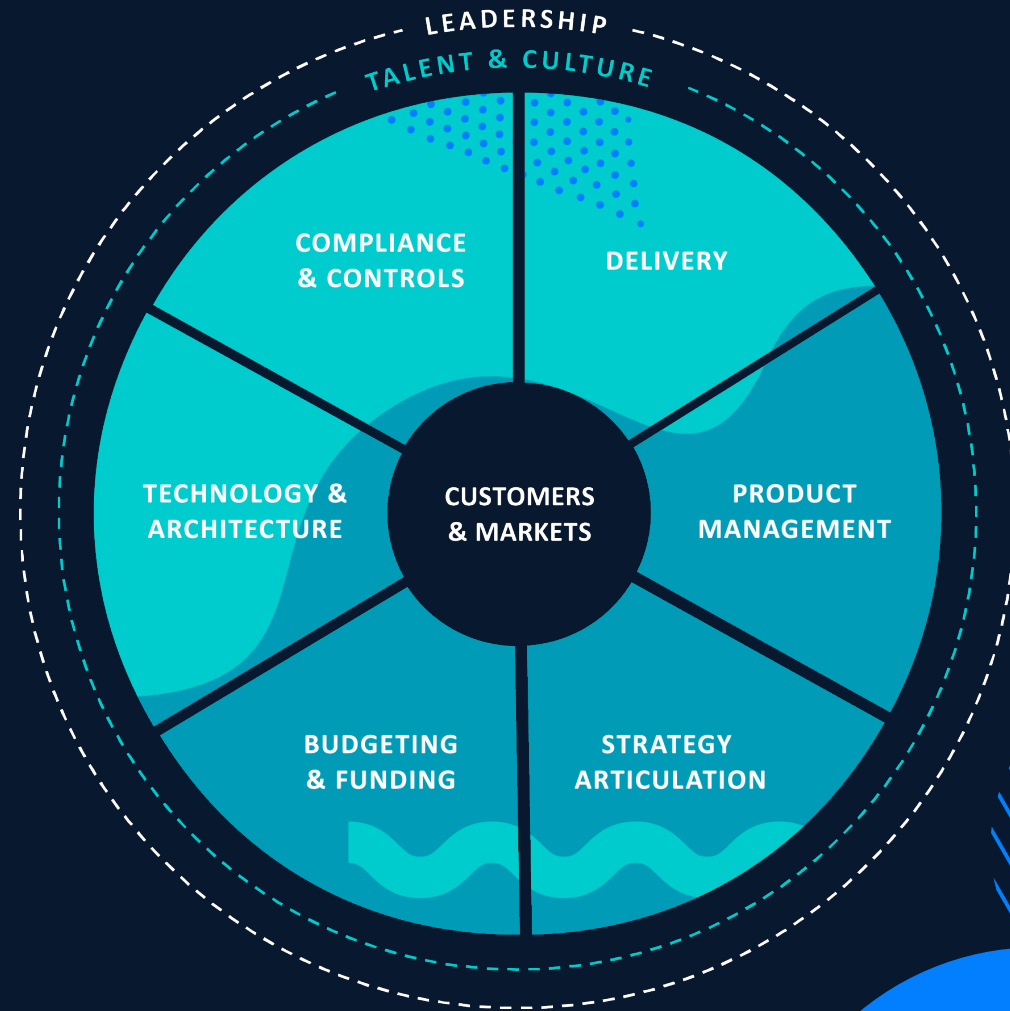 LEADERSHIP
TALENT & CULTURE
COMPLIANCE
& CONTROLS
DELIVERY
TECHNOLOGY &
ARCHITECTURE
CUSTOMERS
& MARKETS
PRODUCT
MANAGEMENT
BUDGETING
& FUNDING
STRATEGY
ARTICULATION